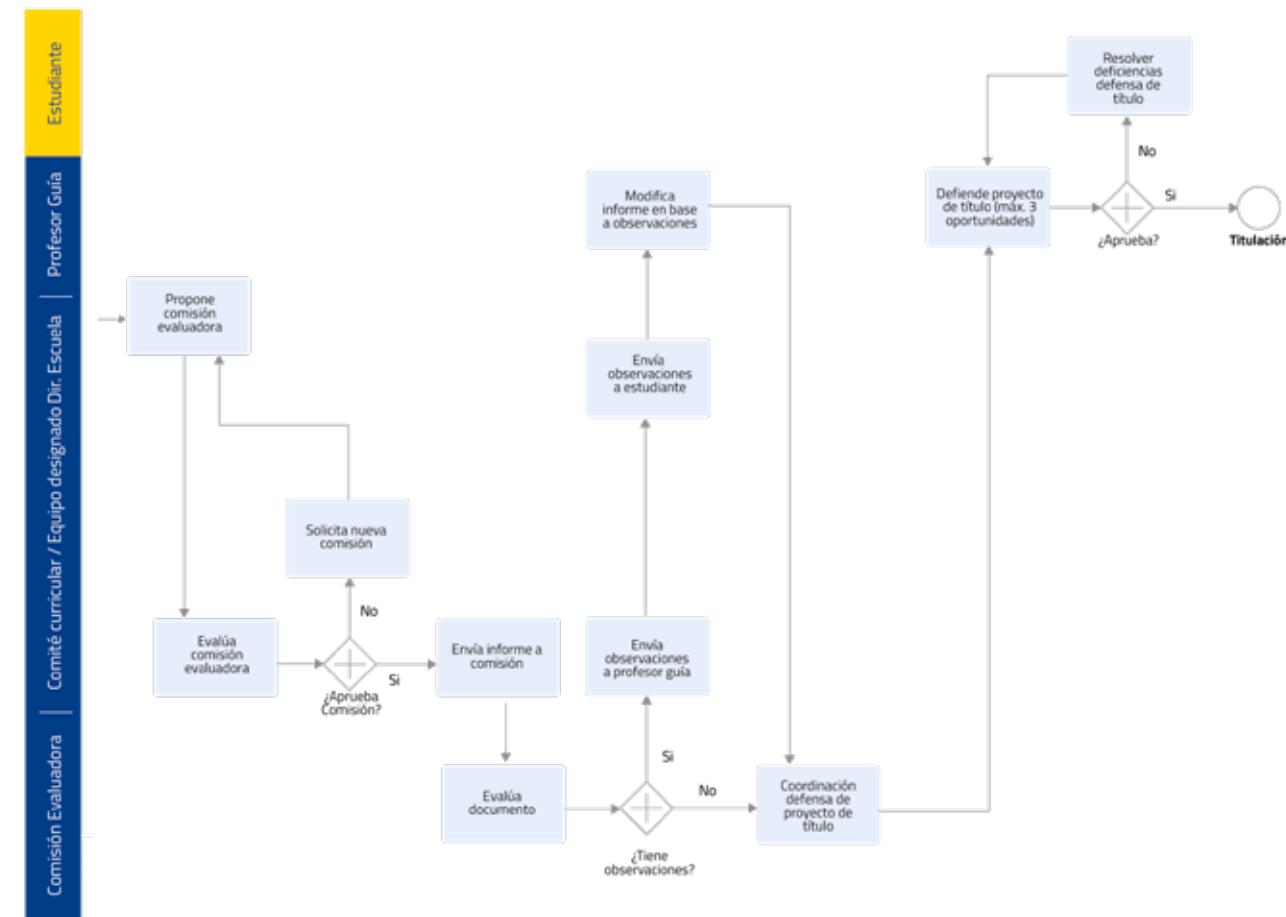 Estudiante
Profesor Guía
Comité curricular / Equipo designado Dir. Escuela
Comisión Evaluadora
Propone
comisión
evaluadora
Solicita nueva
comisión
No
Evalúa
comisión
evaluadora
¿Aprueba
Comisión?
Si
Envía informe a
comisión
Evalúa
documento
¿Tiene
observaciones?
Si
No
Envía
observaciones
a profesor guía
Envía
observaciones
a estudiante
Modifica
informe en base
a observaciones
Coordinación
defensa de
proyecto de
título
Defiende proyecto
de título (máx. 3
oportunidades)
¿Aprueba?
No
Si
Resolver
deficiencias
defensa de
título
Titulación